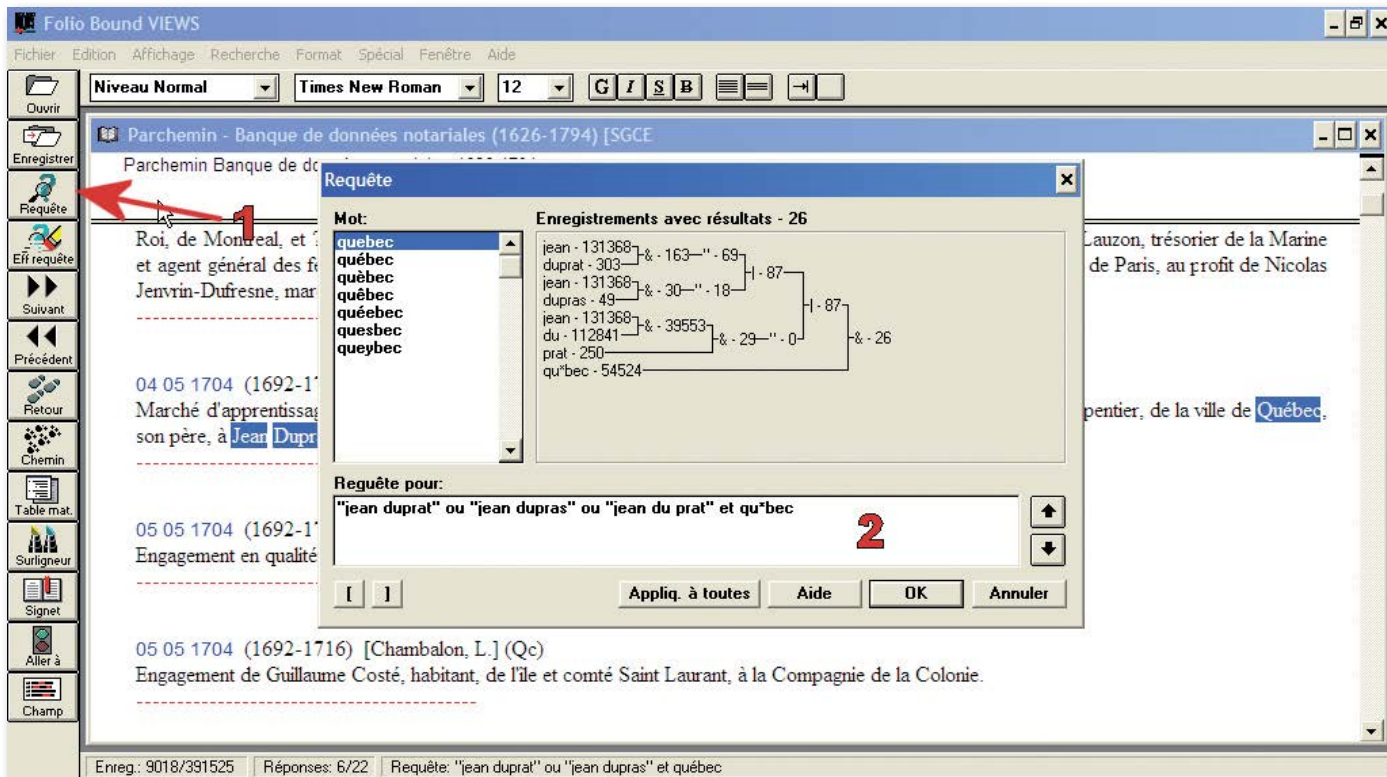 Folio Bound VIEWS
Fichier Edition Affichage Recherche Format Spécial Fenêtre Aide
Niveau Normal Times New Roman 12 G I S B
Ouvrir
Enregistrer
Requête
Eff requête
Suivant
Précédent
Retour
Chemin
Table mat.
Surligneur
Signet
Aller à
Champ
Parchemin - Banque de données notariales (1626-1794) [SGCE
Parchemin Banque de
1
Roi, de Montreal, et ? Lauzon, trésorier de la Marine
et agent général des de Paris, au profit de Nicolas
Jenvrin-Dufresne,
04 05 1704 (1692-17
Marché pentier, de la ville de Québec,
son père, à Jean Dupra
05 05 1704 (1692-17
Engagement en qualité
05 05 1704 (1692-1716) [Chambalon, L.] (Qc)
Engagement de Guillaume Costé, habitant, de l'île et comté Saint Laurant, à la Compagnie de la Colonie.
Requête
Mot:
quebec
québec
quèbec
quêbec
quéebec
quesbec
queybec
Enregistrements avec résultats - 26
jean - 131368
& - 163 " - 69
duprat - 303
| - 87
jean - 131368
& - 30 " - 18
dupras - 49
| - 87
jean - 131368
& - 39553
du - 112841
& - 29 " - 0
& - 26
prat - 250
qu*bec - 54524
Requête pour:
"jean duprat" ou "jean dupras" ou "jean du prat" et qu*bec
2
[ ] Appliq. à toutes Aide OK Annuler
Enreg.: 9018/391525 Réponses: 6/22 Requête: "jean duprat" ou "jean dupras" et québec